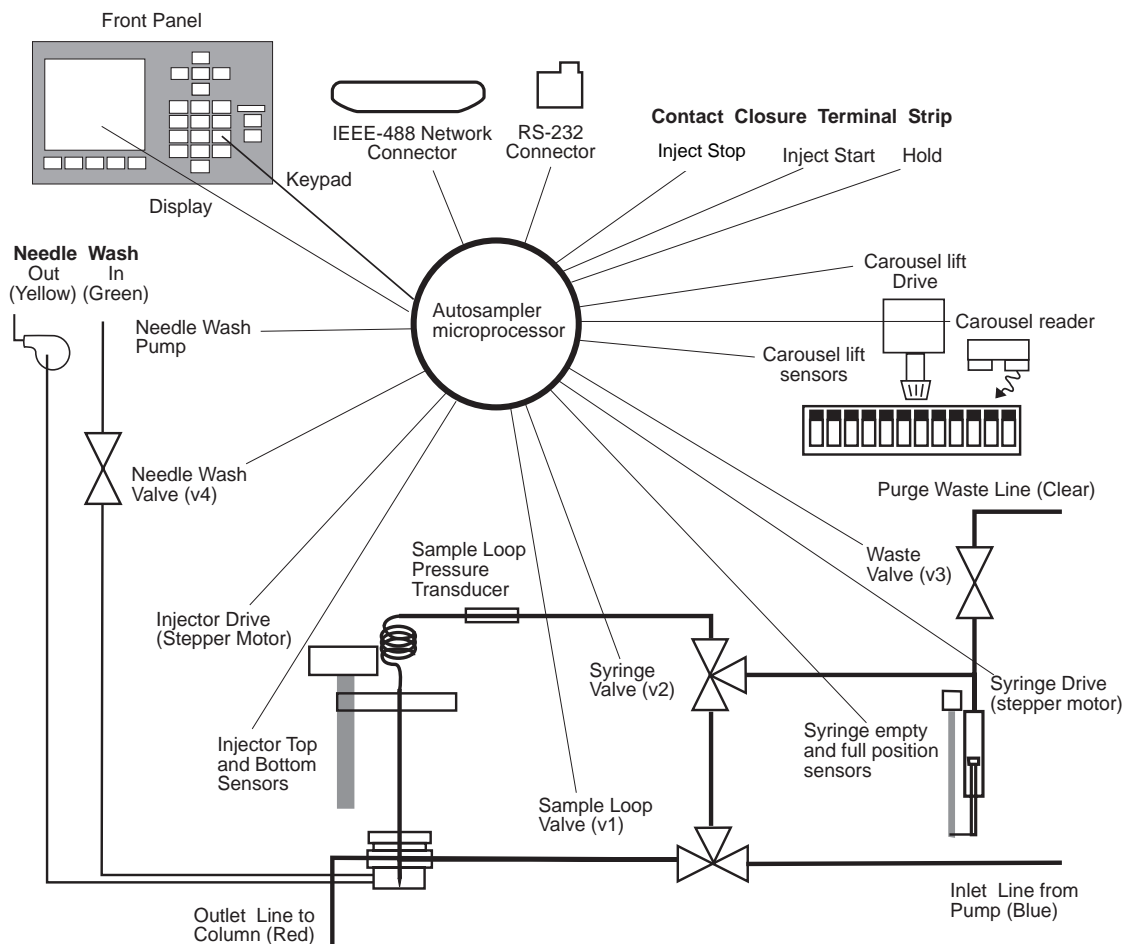 Front Panel
IEEE-488 Network
Connector
RS-232
Connector
Contact Closure Terminal Strip
Inject Stop
Inject Start
Hold
Keypad
Display
Needle Wash
Out
(Yellow)
In
(Green)
Needle Wash
Pump
Autosampler
microprocessor
Carousel lift
Drive
Carousel reader
Carousel lift
sensors
Needle Wash
Valve (v4)
Purge Waste Line (Clear)
Waste
Valve (v3)
Sample Loop
Pressure
Transducer
Injector Drive
(Stepper Motor)
Syringe
Valve (v2)
Syringe Drive
(stepper motor)
Injector Top
and Bottom
Sensors
Syringe empty
and full position
sensors
Sample Loop
Valve (v1)
Outlet Line to
Column (Red)
Inlet Line from
Pump (Blue)